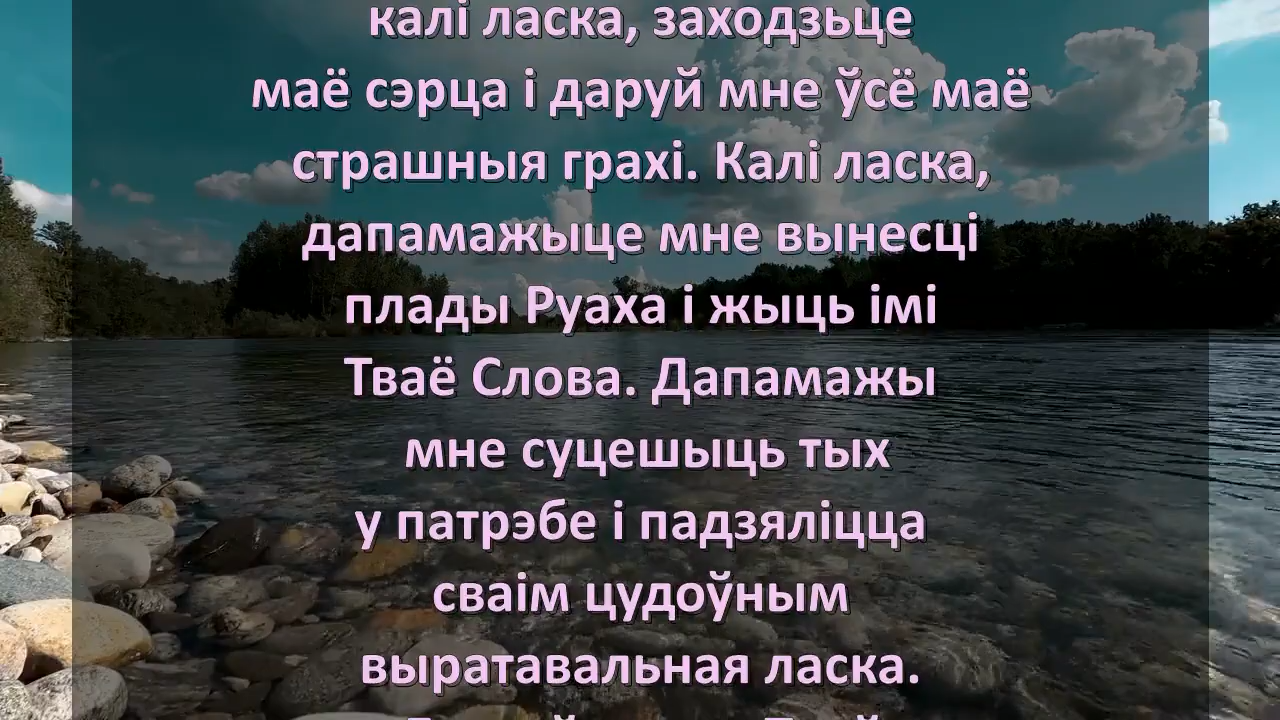 калі ласка, заходзьце
маё сэрца і даруй мне ўсё маё
страшныя грахі. Калі ласка,
дапамажыце мне вынесці
плады Руаха і жыць імі
Тваё Слова. Дапамажы
мне суцешыць тых
у патрэбе і падзяліцца
сваім цудоўным
выратавальная ласка.